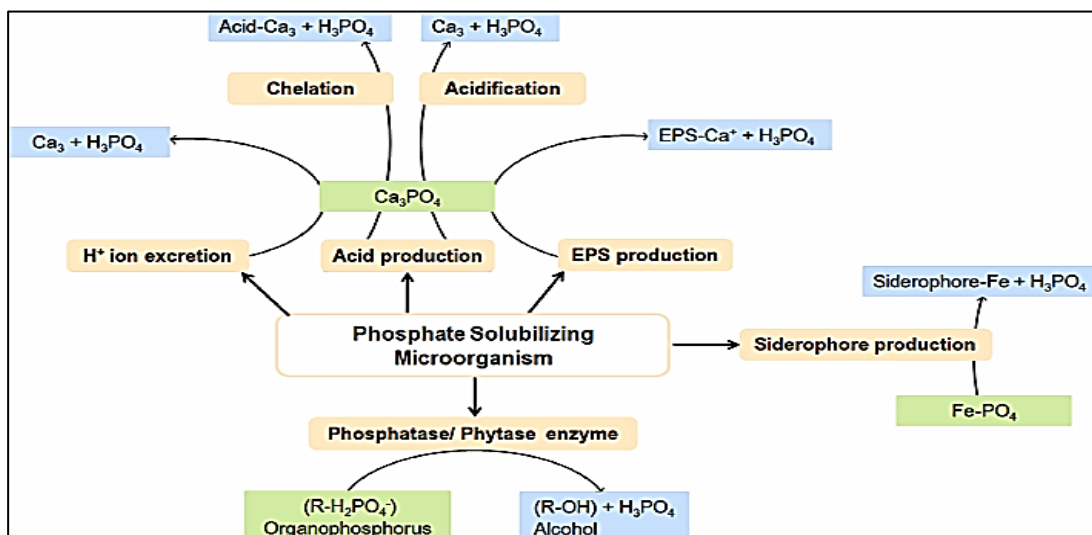 Acid-Ca₃ + H₃PO₄
Ca₃ + H₃PO₄
Chelation
Acidification
Ca₃ + H₃PO₄
EPS-Ca⁺ + H₃PO₄
Ca₃PO₄
H⁺ ion excretion
Acid production
EPS production
Siderophore-Fe + H₃PO₄
Phosphate Solubilizing
Microorganism
Siderophore production
Fe-PO₄
Phosphatase/ Phytase enzyme
(R-H₂PO₄⁻)
Organophosphorus
(R-OH) + H₃PO₄
Alcohol